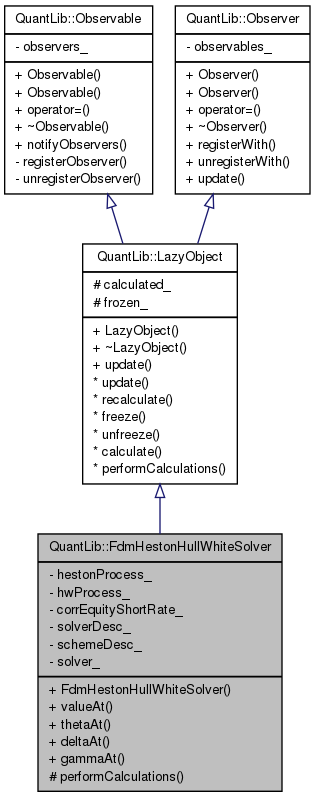 QuantLib::Observable
- observers_
+ Observable()
+ Observable()
+ operator=()
+ ~Observable()
+ notifyObservers()
- registerObserver()
- unregisterObserver()
QuantLib::Observer
- observables_
+ Observer()
+ Observer()
+ operator=()
+ ~Observer()
+ registerWith()
+ unregisterWith()
+ update()
QuantLib::LazyObject
# calculated_
# frozen_
+ LazyObject()
+ ~LazyObject()
+ update()
* update()
* recalculate()
* freeze()
* unfreeze()
* calculate()
* performCalculations()
QuantLib::FdmHestonHullWhiteSolver
- hestonProcess_
- hwProcess_
- corrEquityShortRate_
- solverDesc_
- schemeDesc_
- solver_
+ FdmHestonHullWhiteSolver()
+ valueAt()
+ thetaAt()
+ deltaAt()
+ gammaAt()
# performCalculations()